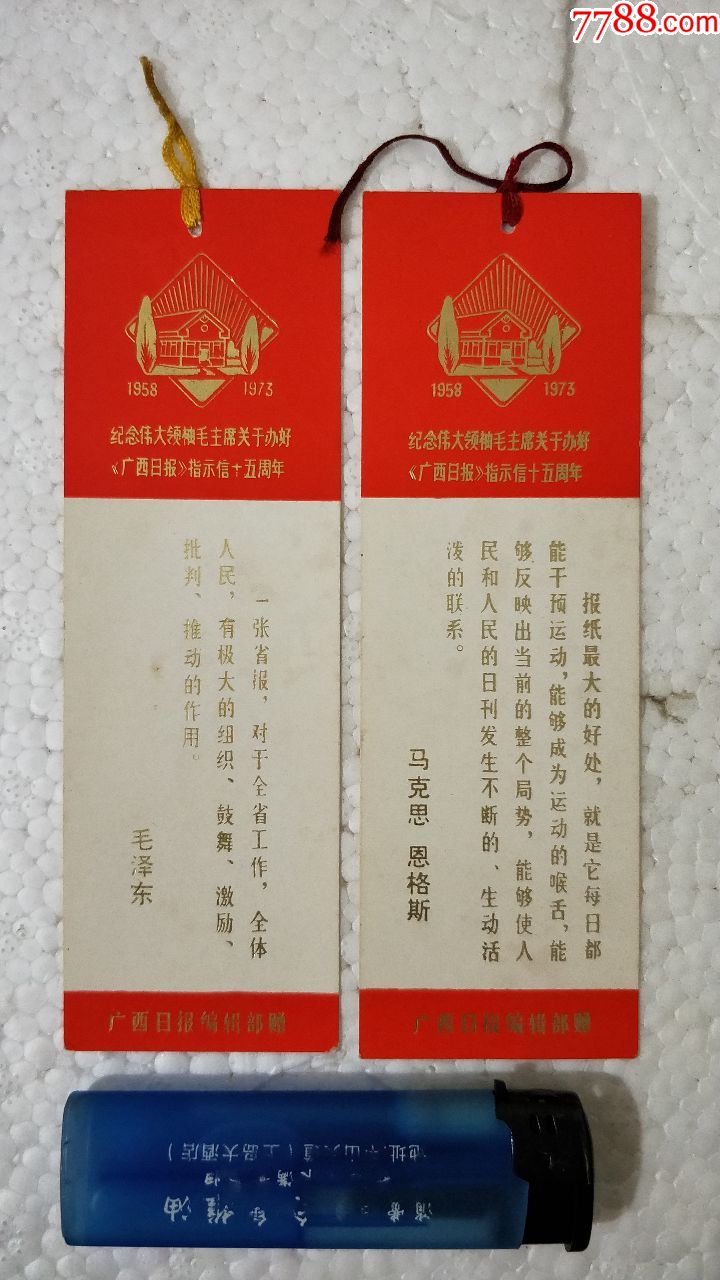 7788.com
1958 1973
纪念伟大领袖毛主席关于办好
《广西日报》指示信十五周年
一张省报，对于全省工作，全体
人民，有极大的组织、鼓舞、激励、
批判、推动的作用。
毛泽东
广西日报编辑部赠
1958 1973
纪念伟大领袖毛主席关于办好
《广西日报》指示信十五周年
报纸最大的好处，就是它每日都
能干预运动，能够成为运动的喉舌，能
够反映出当前的整个局势，能够使人
民和人民的日刊发生不断的、生动活
泼的联系。
马克思 恩格斯
广西日报编辑部赠